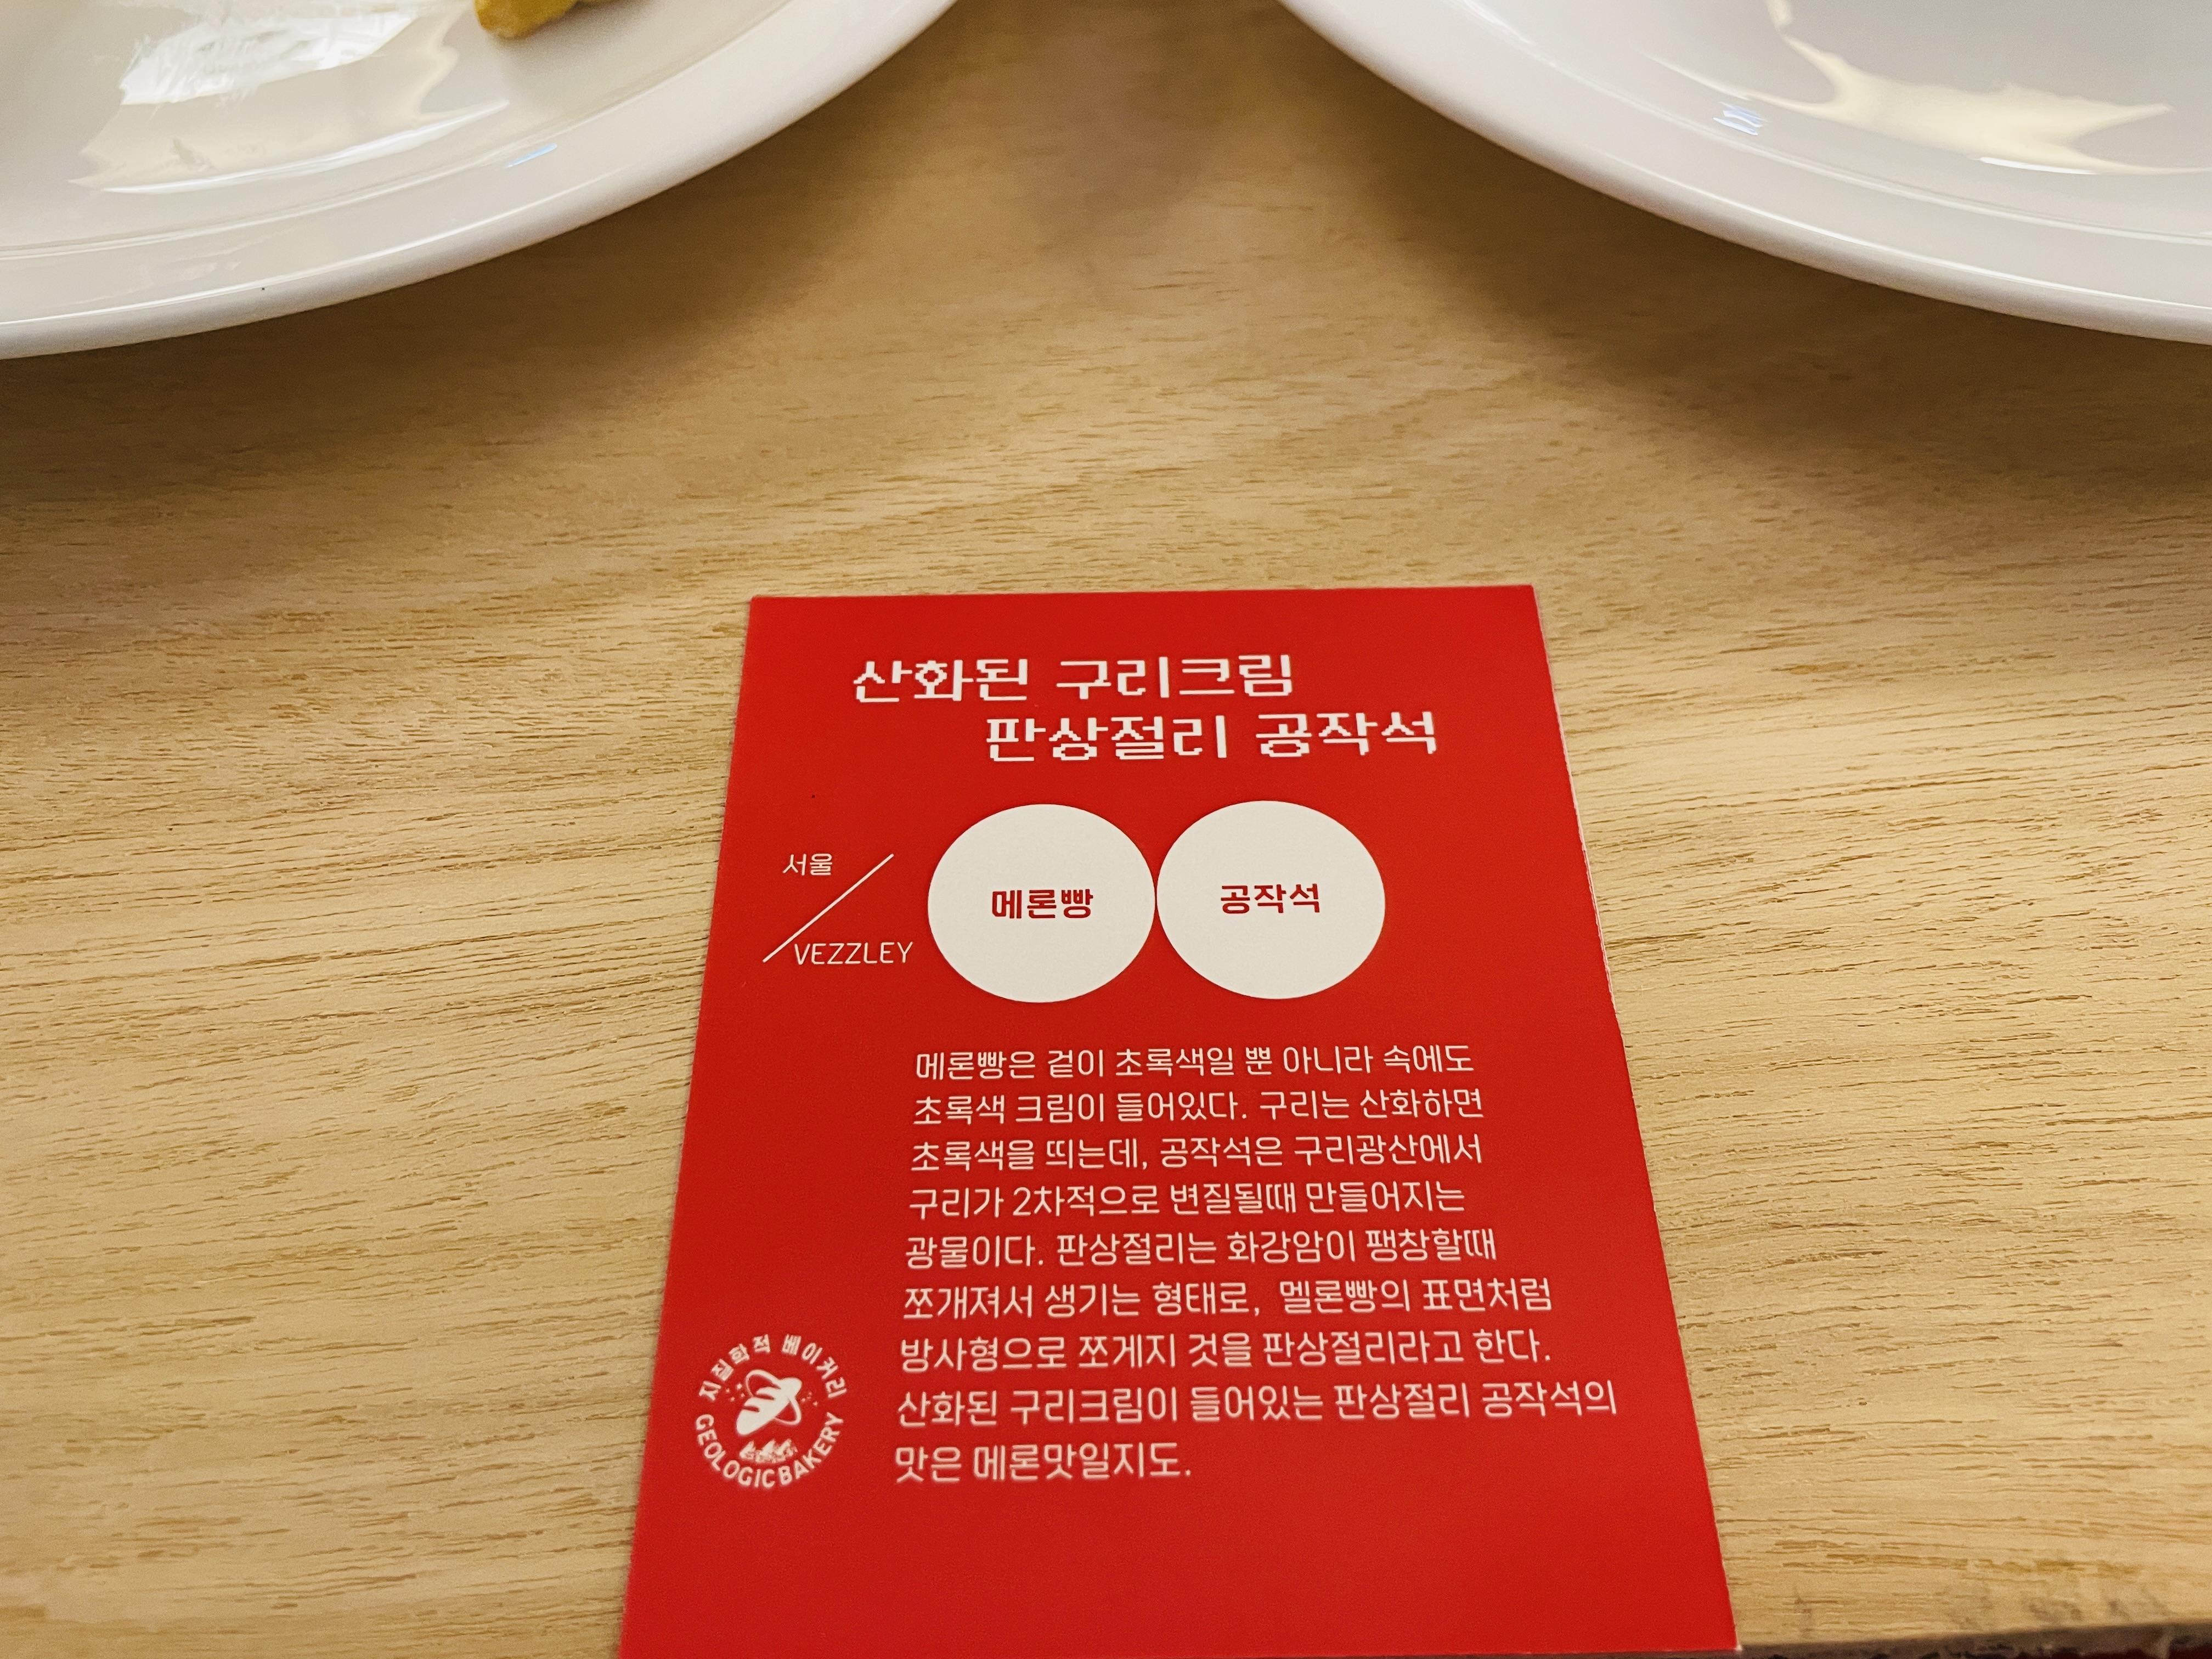 산화된 구리크림
판상절리 공작석
서울
VEZZLEY
메론빵
공작석
메론빵은 겉이 초록색일 뿐 아니라 속에도
초록색 크림이 들어있다. 구리는 산화하면
초록색을 띄는데, 공작석은 구리광산에서
구리가 2차적으로 변질될때 만들어지는
광물이다. 판상절리는 화강암이 팽창할때
쪼개져서 생기는 형태로, 멜론빵의 표면처럼
방사형으로 쪼게지 것을 판상절리라고 한다.
산화된 구리크림이 들어있는 판상절리 공작석의
맛은 메론맛일지도.
지질학적 베이커리
GEOLOGIC BAKERY